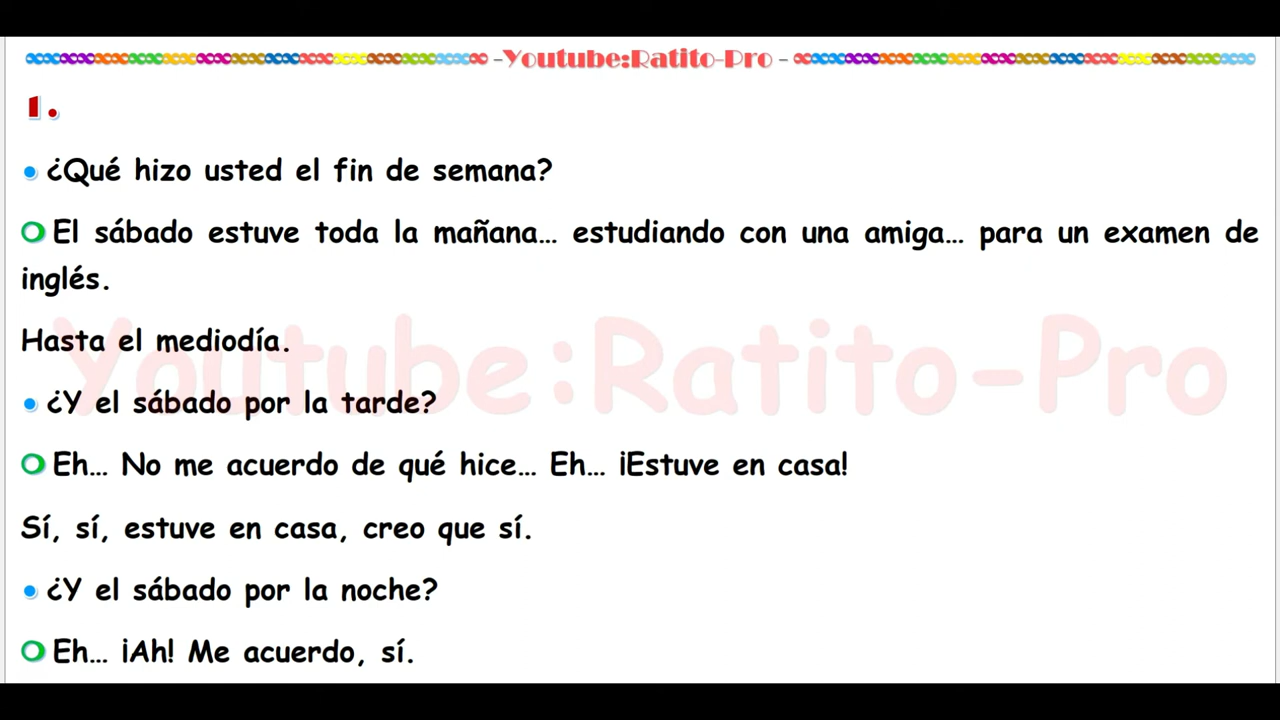 -Youtube:Ratito-Pro -
1.
• ¿Qué hizo usted el fin de semana?
O El sábado estuve toda la mañana... estudiando con una amiga... para un examen de
inglés.
Hasta el mediodía.
• ¿Y el sábado por la tarde?
O Eh... No me acuerdo de qué hice... Eh... ¡Estuve en casa!
Sí, sí, estuve en casa, creo que sí.
• ¿Y el sábado por la noche?
O Eh... ¡Ah! Me acuerdo, sí.
Youtube:Ratito-Pro